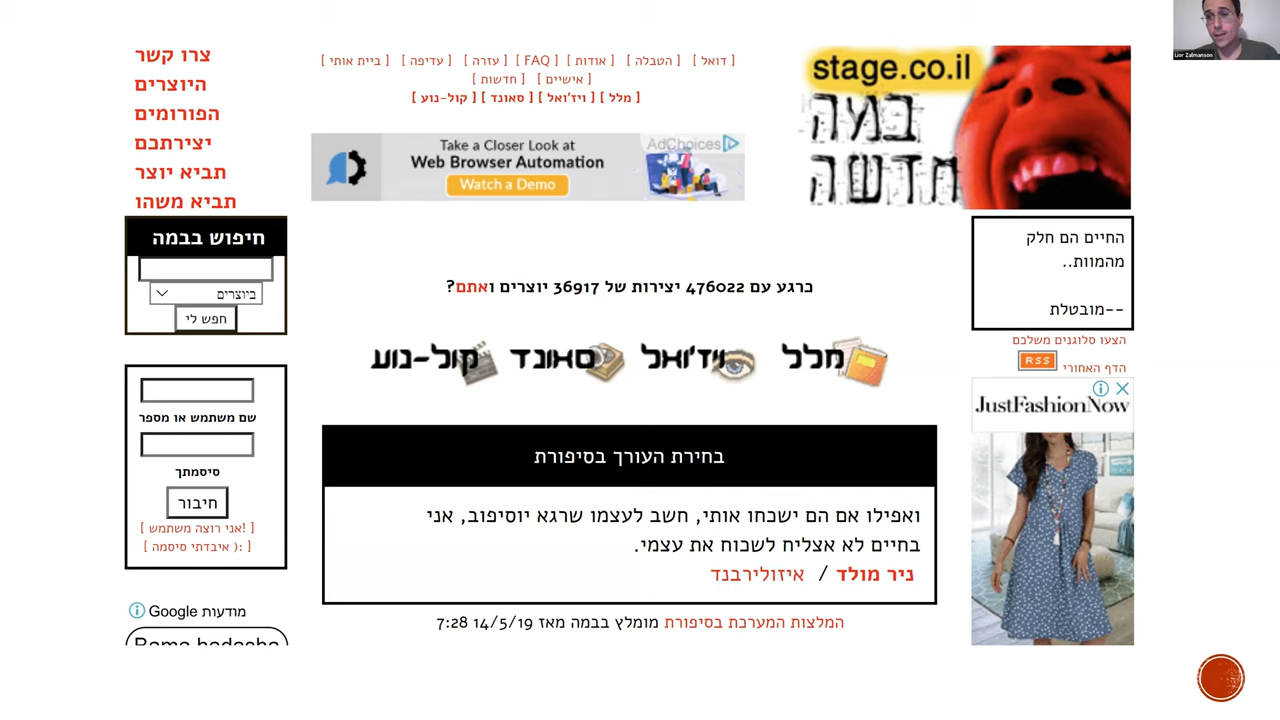 Lior Zalmanson
stage.co.il
במה
חדשה
[ דואל ] [ הטבלה ] [ אודות ] [ FAQ ] [ עזרה ] [ עדיפה ] [ ביית אותי ]
[ אישיים ] [ חדשות ]
[ מלל ] [ ויז'ואל ] [ סאונד ] [ קול-נוע ]
צרו קשר
היוצרים
הפורומים
יצירתכם
תביא יוצר
תביא משהו
Take a Closer Look at
Web Browser Automation
Watch a Demo
AdChoices
חיפוש בבמה
ביוצרים
חפש לי
החיים הם חלק
מהמוות..
--מובטלת
הצעו סלוגנים משלכם
הדף האחורי RSS
כרגע עם 476022 יצירות של 36917 יוצרים ואתם?
מלל ויז'ואל סאונד קול-נוע
שם משתמש או מספר
סיסמתך
חיבור
[ אני רוצה משתמש! ]
[ איבדתי סיסמה ): ]
JustFashionNow
בחירת העורך בסיפורת
ואפילו אם הם ישכחו אותי, חשב לעצמו שרגא יוסיפוב, אני
בחיים לא אצליח לשכוח את עצמי.
ניר מולד / איזולירבנד
המלצות המערכת בסיפורת מומלץ בבמה מאז 14/5/19 7:28
מודעות Google